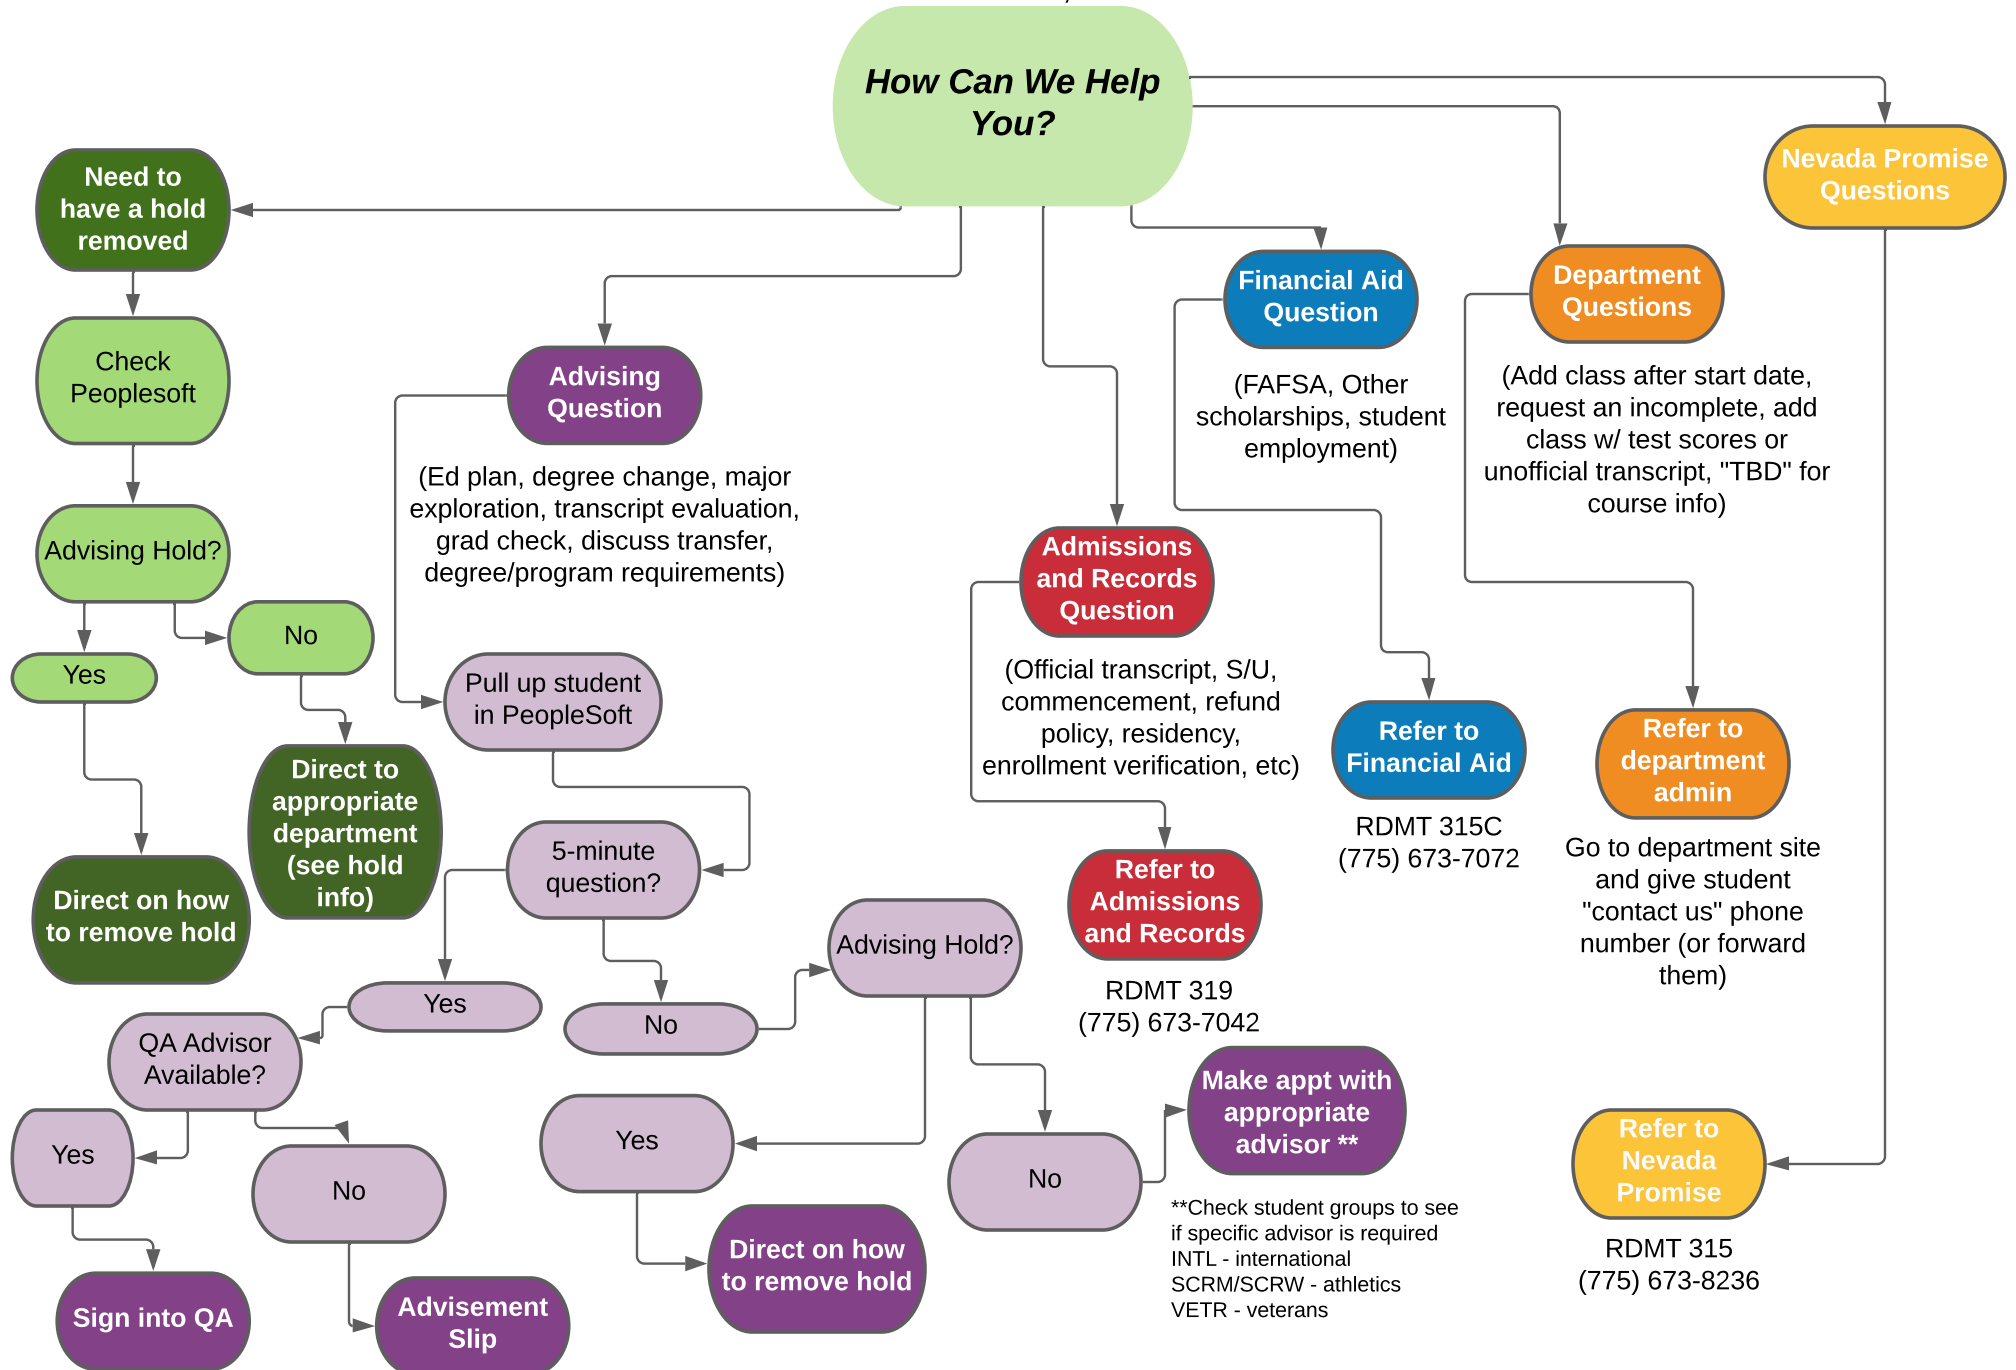 How Can We Help
You?
Nevada Promise
Questions
Need to
have a hold
removed
Financial Aid
Question
Department
Questions
Check
Peoplesoft
Advising
Question
(FAFSA, Other
scholarships, student
employment)
(Add class after start date,
request an incomplete, add
class w/ test scores or
unofficial transcript, "TBD" for
course info)
(Ed plan, degree change, major
exploration, transcript evaluation,
grad check, discuss transfer,
degree/program requirements)
Advising Hold?
Admissions
and Records
Question
No
Yes
Pull up student
in PeopleSoft
(Official transcript, S/U,
commencement, refund
policy, residency,
enrollment verification, etc)
Refer to
Financial Aid
Refer to
department
admin
Direct to
appropriate
department
(see hold
info)
RDMT 315C
(775) 673-7072
Go to department site
and give student
"contact us" phone
number (or forward
them)
5-minute
question?
Refer to
Admissions
and Records
Direct on how
to remove hold
Advising Hold?
RDMT 319
(775) 673-7042
Yes
No
QA Advisor
Available?
Make appt with
appropriate
advisor **
Yes
No
Yes
No
Refer to
Nevada
Promise
**Check student groups to see
if specific advisor is required
INTL - international
SCRM/SCRW - athletics
VETR - veterans
RDMT 315
(775) 673-8236
Direct on how
to remove hold
Sign into QA
Advisement
Slip